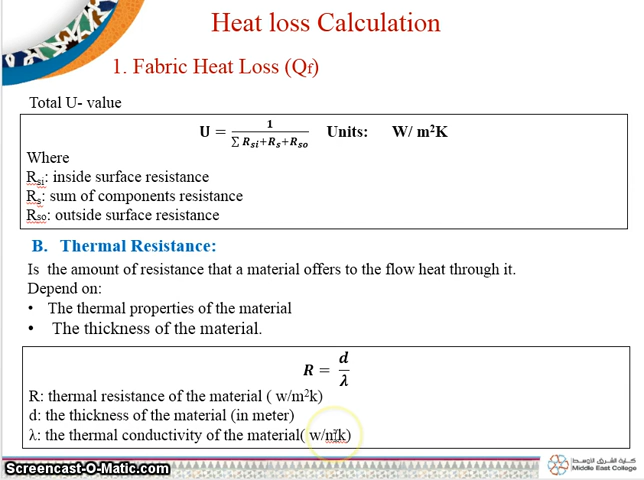 Heat loss Calculation
1. Fabric Heat Loss (Qf)
Total U- value
U = 1 / ∑ Rsi+Rs+Rso Units: W/ m²K
Where
Rsi: inside surface resistance
Rs: sum of components resistance
Rso: outside surface resistance
B. Thermal Resistance:
Is the amount of resistance that a material offers to the flow heat through it.
Depend on:
• The thermal properties of the material
• The thickness of the material.
R = d / λ
R: thermal resistance of the material ( w/m²k)
d: the thickness of the material (in meter)
λ: the thermal conductivity of the material( w/m²k)
Screencast-O-Matic.com
كلية الشرق الأوسط
Middle East College